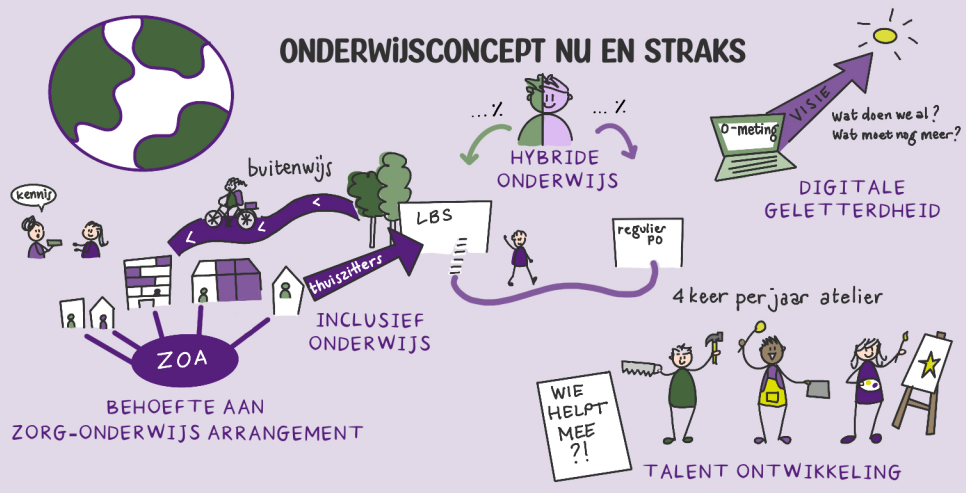 ONDERWIJSCONCEPT NU EN STRAKS
...%
... %
HYBRIDE
ONDERWIJS
O-meting
VISIE
Wat doen we al?
Wat moet nog meer?
DIGITALE
GELETTERDHEID
kennis
buitenwijs
LBS
regulier
PO
thuiszitters
INCLUSIEF
ONDERWIJS
ZOA
BEHOEFTE AAN
ZORG-ONDERWIJS ARRANGEMENT
4 keer per jaar atelier
WIE
HELPT
MEE
?!
TALENT ONTWIKKELING